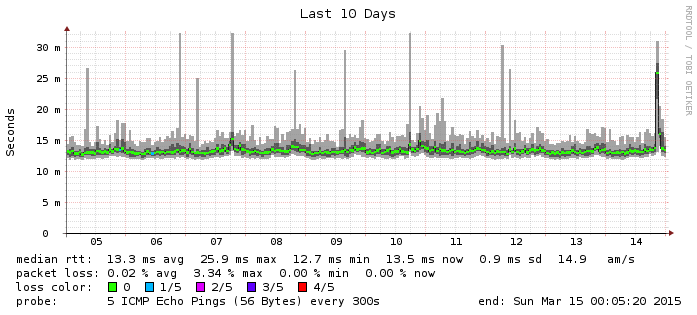 Last 10 Days
RRDTOOL / TOBI OETIKER
Seconds
30 m
25 m
20 m
15 m
10 m
5 m
0
05 06 07 08 09 10 11 12 13 14
median rtt: 13.3 ms avg 25.9 ms max 12.7 ms min 13.5 ms now 0.9 ms sd 14.9 am/s
packet loss: 0.02 % avg 3.34 % max 0.00 % min 0.00 % now
loss color: 0 1/5 2/5 3/5 4/5
probe: 5 ICMP Echo Pings (56 Bytes) every 300s end: Sun Mar 15 00:05:20 2015